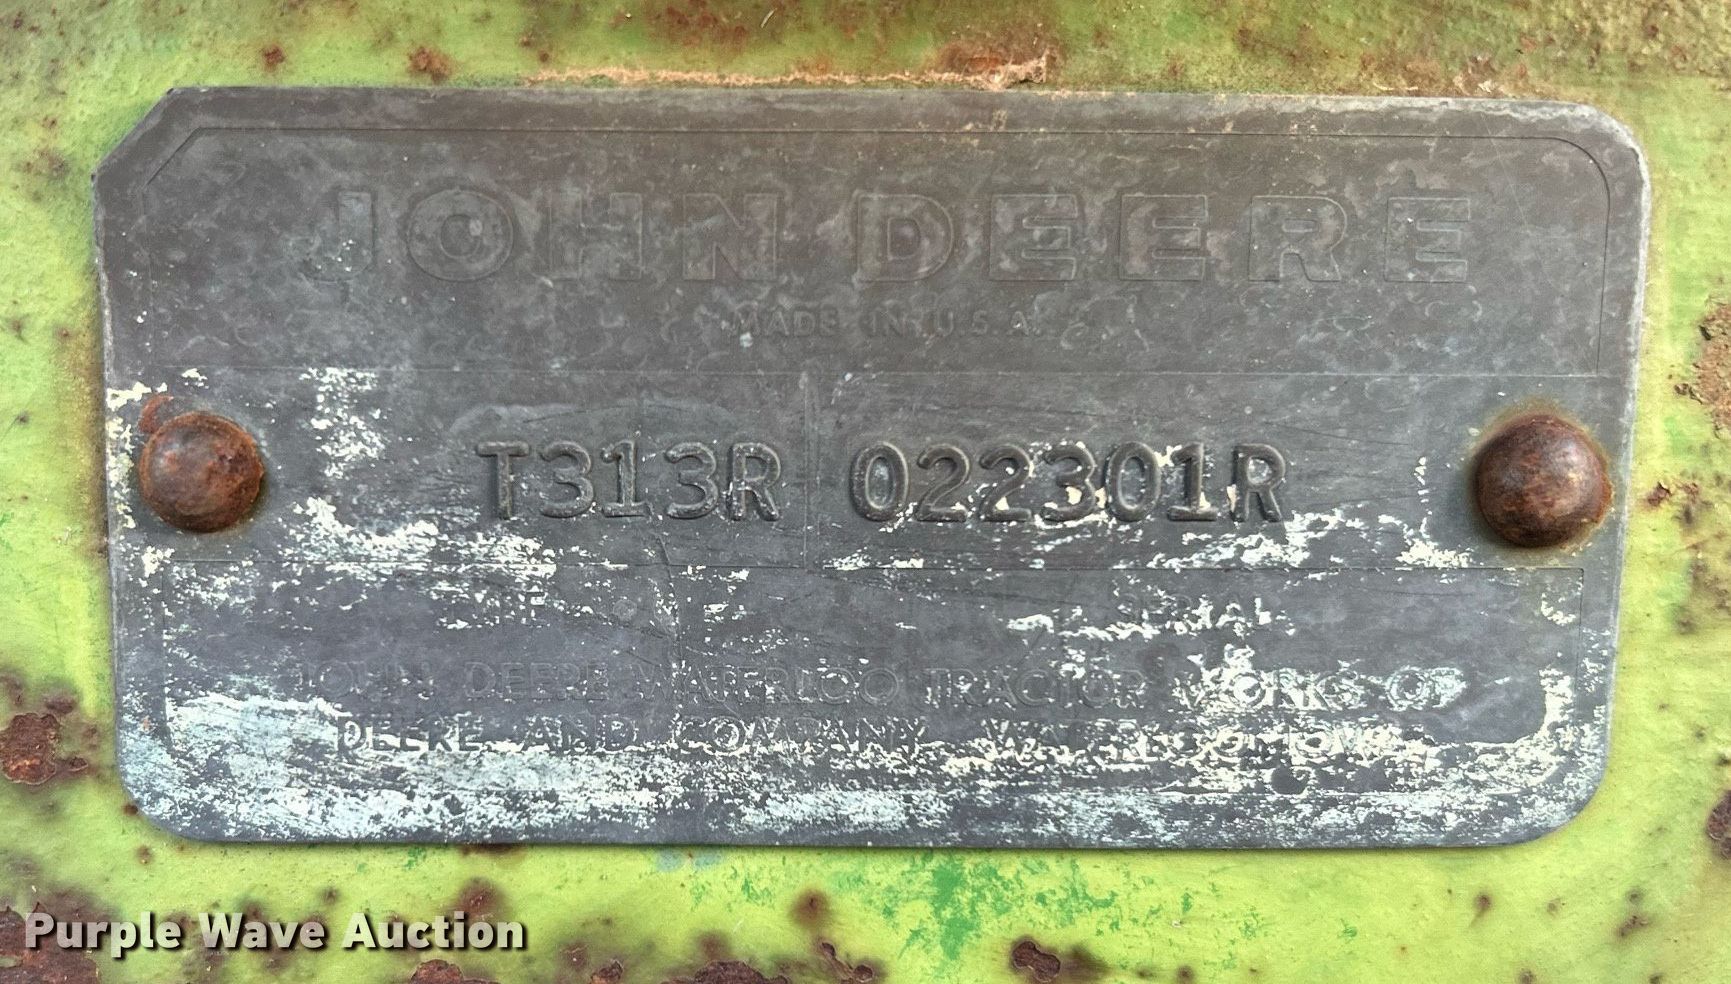 JOHN DEERE
MADE IN U.S.A.
T313R 022301R
SERIAL
JOHN DEERE WATERLOO TRACTOR WORKS OF
DEERE AND COMPANY WATERLOO IOWA
Purple Wave Auction